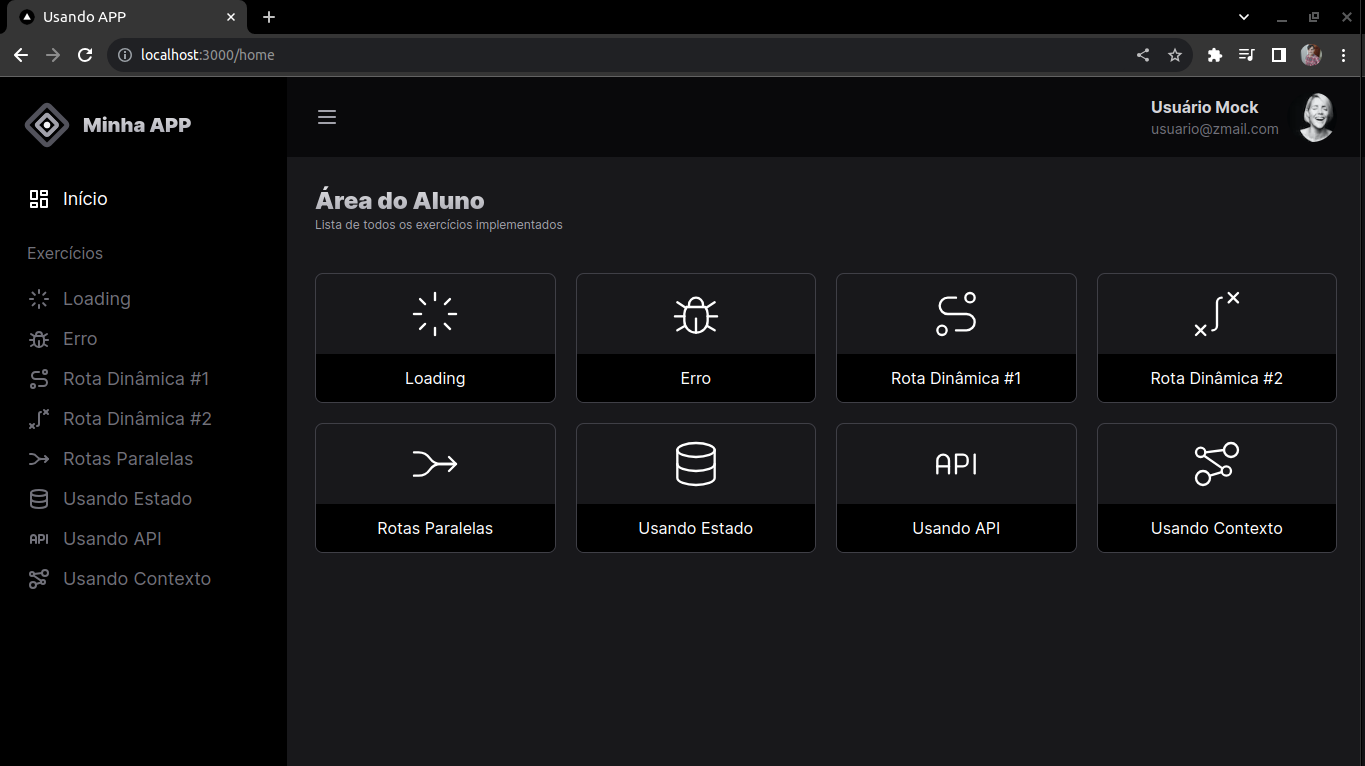 Usando APP
localhost:3000/home
Minha APP
Usuário Mock
usuario@zmail.com
Início
Exercícios
Loading
Erro
Rota Dinâmica #1
Rota Dinâmica #2
Rotas Paralelas
Usando Estado
API Usando API
Usando Contexto
Área do Aluno
Lista de todos os exercícios implementados
Loading
Erro
Rota Dinâmica #1
Rota Dinâmica #2
API
Rotas Paralelas
Usando Estado
Usando API
Usando Contexto